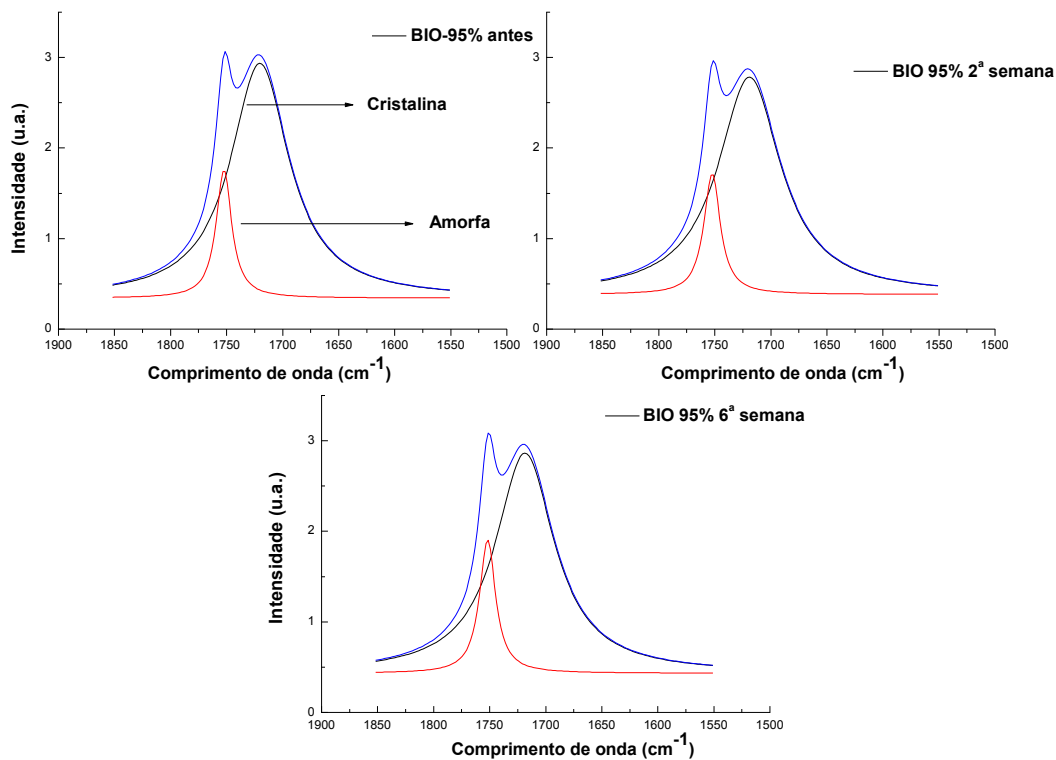 BIO-95% antes
Cristalina
Amorfa
Intensidade (u.a.)
3
2
1
0
1900 1850 1800 1750 1700 1650 1600 1550 1500
Comprimento de onda (cm⁻¹)
BIO 95% 2ª semana
3
2
1
0
1900 1850 1800 1750 1700 1650 1600 1550 1500
Comprimento de onda (cm⁻¹)
BIO 95% 6ª semana
Intensidade (u.a.)
3
2
1
0
1900 1850 1800 1750 1700 1650 1600 1550 1500
Comprimento de onda (cm⁻¹)